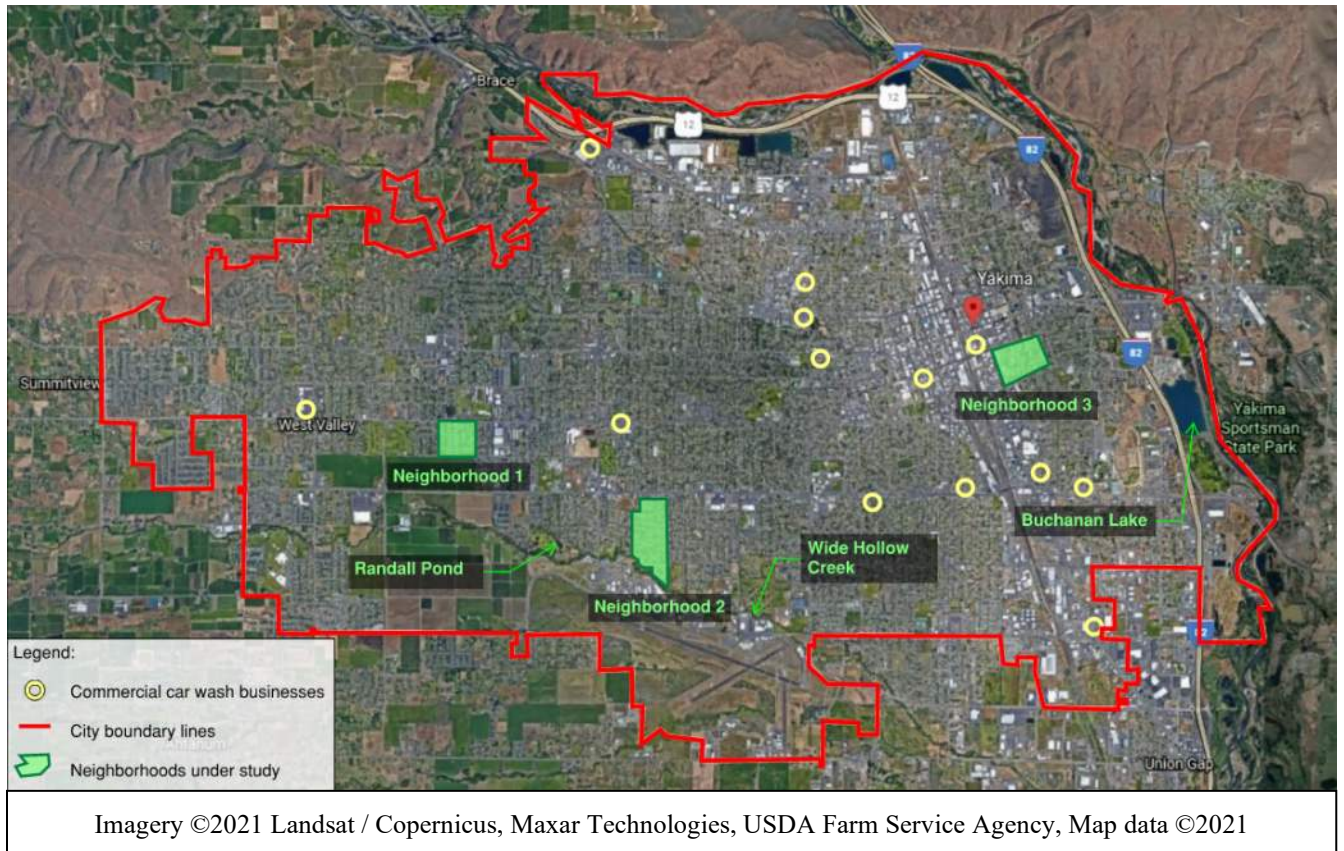 Brace
82
12
12
82
Yakima
82
Summitview
West Valley
Neighborhood 3
Yakima
Sportsman
State Park
Neighborhood 1
Buchanan Lake
Randall Pond
Wide Hollow
Creek
Neighborhood 2
82
Legend:
Commercial car wash businesses
City boundary lines
Neighborhoods under study
Union Gap
Imagery ©2021 Landsat / Copernicus, Maxar Technologies, USDA Farm Service Agency, Map data ©2021